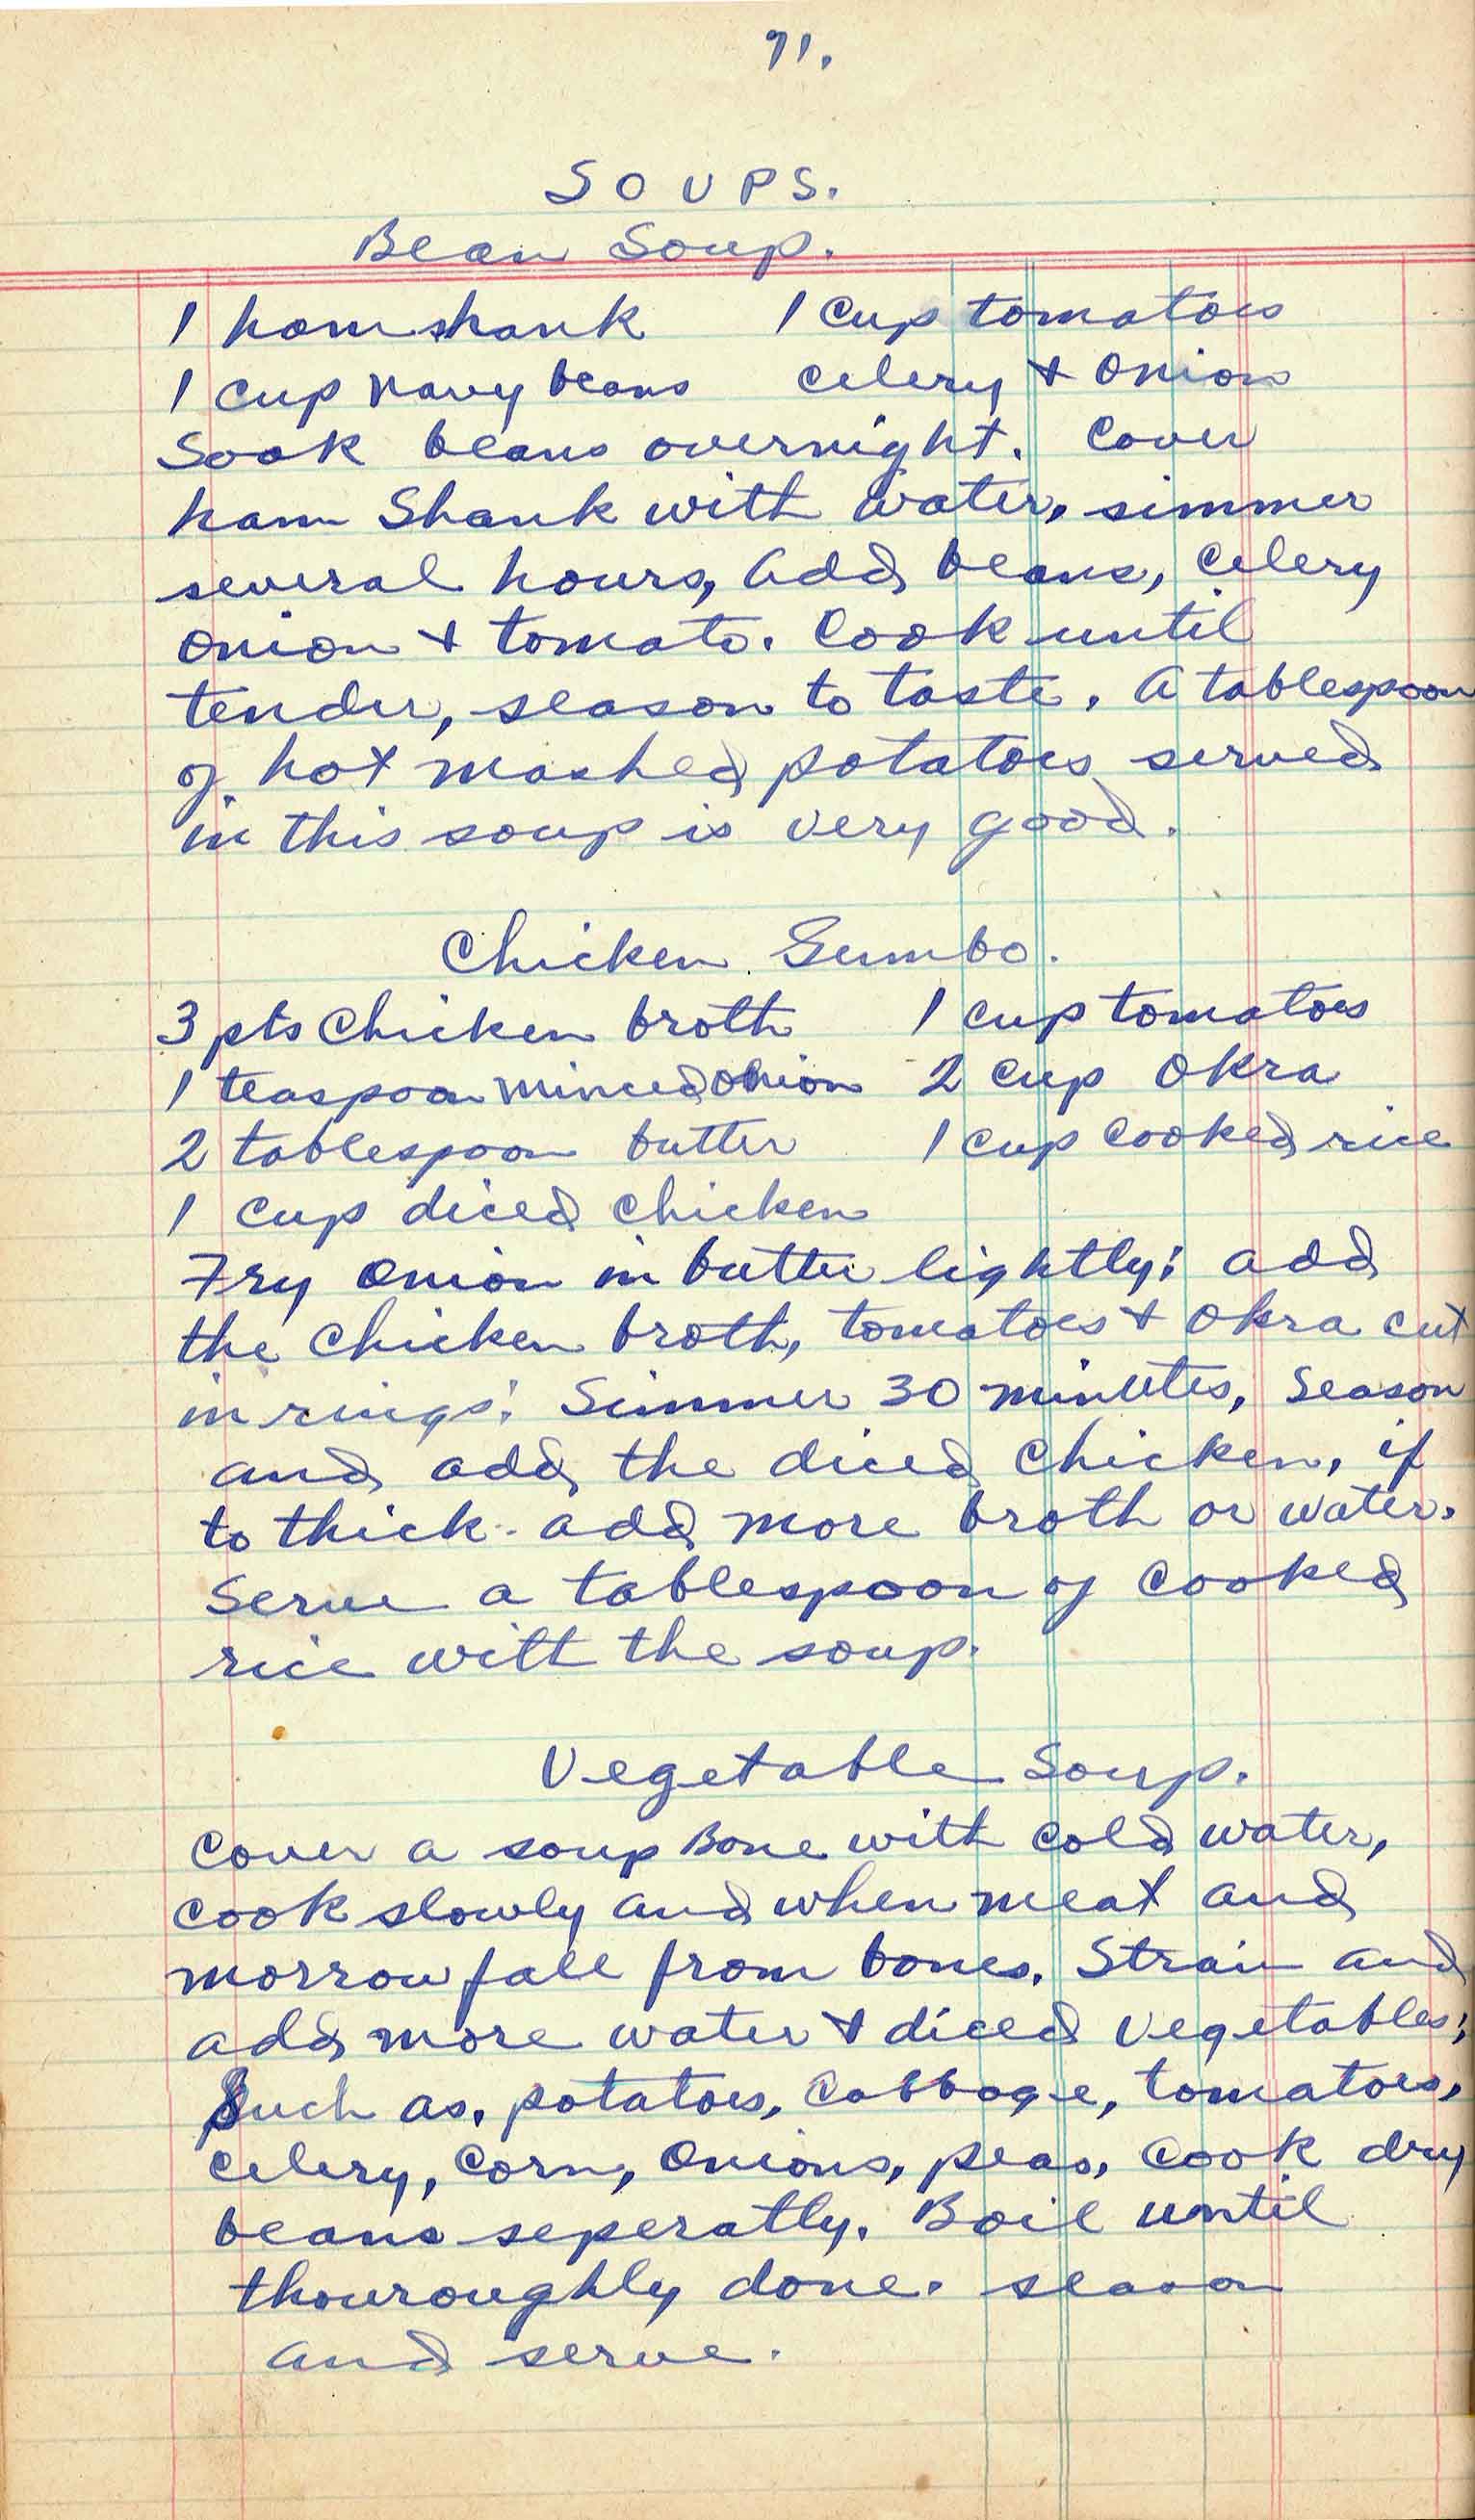 71.
SOUPS.
Bean Soup.
1 ham shank 1 cup tomatoes
1 cup navy beans celery + onion
Soak beans overnight. Cover
ham Shank with water, simmer
several hours, add beans, celery
onion + tomato. Cook until
tender, season to taste. A tablespoon
of hot mashed potatoes served
in this soup is very good.
Chicken Gumbo.
3 pts chicken broth 1 cup tomatoes
1 teaspoon minced onion 2 cup Okra
2 tablespoon butter 1 cup cooked rice
1 cup diced chicken
Fry onion in butter lightly; add
the chicken broth, tomatoes + Okra cut
in rings; Simmer 30 minutes, Season
and add the diced chicken, if
to thick add more broth or water.
Serve a tablespoon of cooked
rice with the soup.
Vegetable Soup.
Cover a soup Bone with cold water,
cook slowly and when meat and
morrow fall from bones. Strain and
add more water + diced vegetables;
Such as, potatoes, cabbage, tomatoes,
celery, corn, onions, peas, cook dry
beans seperatly. Boil until
thouroughly done. season
and serve.